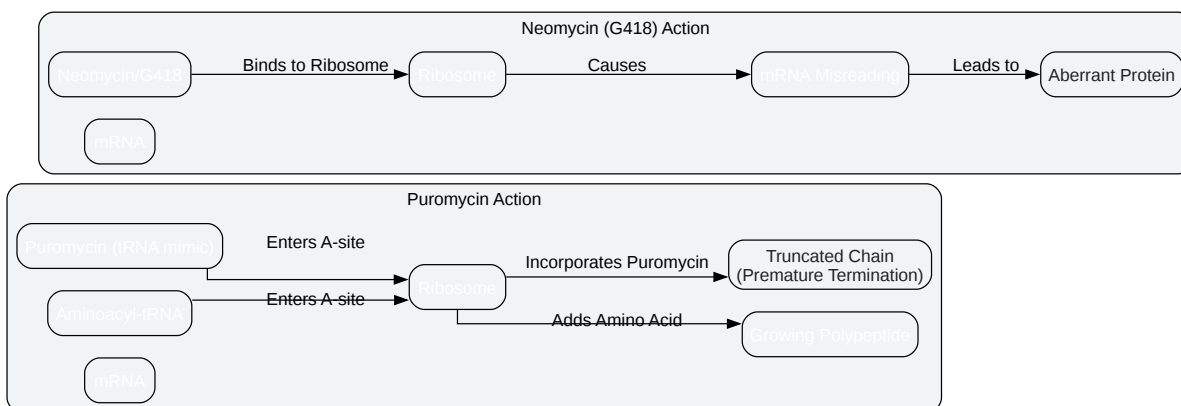 Neomycin (G418) Action
Neomycin/G418
Binds to Ribosome
Ribosome
Causes
mRNA Misreading
Leads to
Aberrant Protein
mRNA
Puromycin Action
Puromycin (tRNA mimic)
Enters A-site
Ribosome
Incorporates Puromycin
Truncated Chain
(Premature Termination)
Aminoacyl-tRNA
Enters A-site
Adds Amino Acid
Growing Polypeptide
mRNA